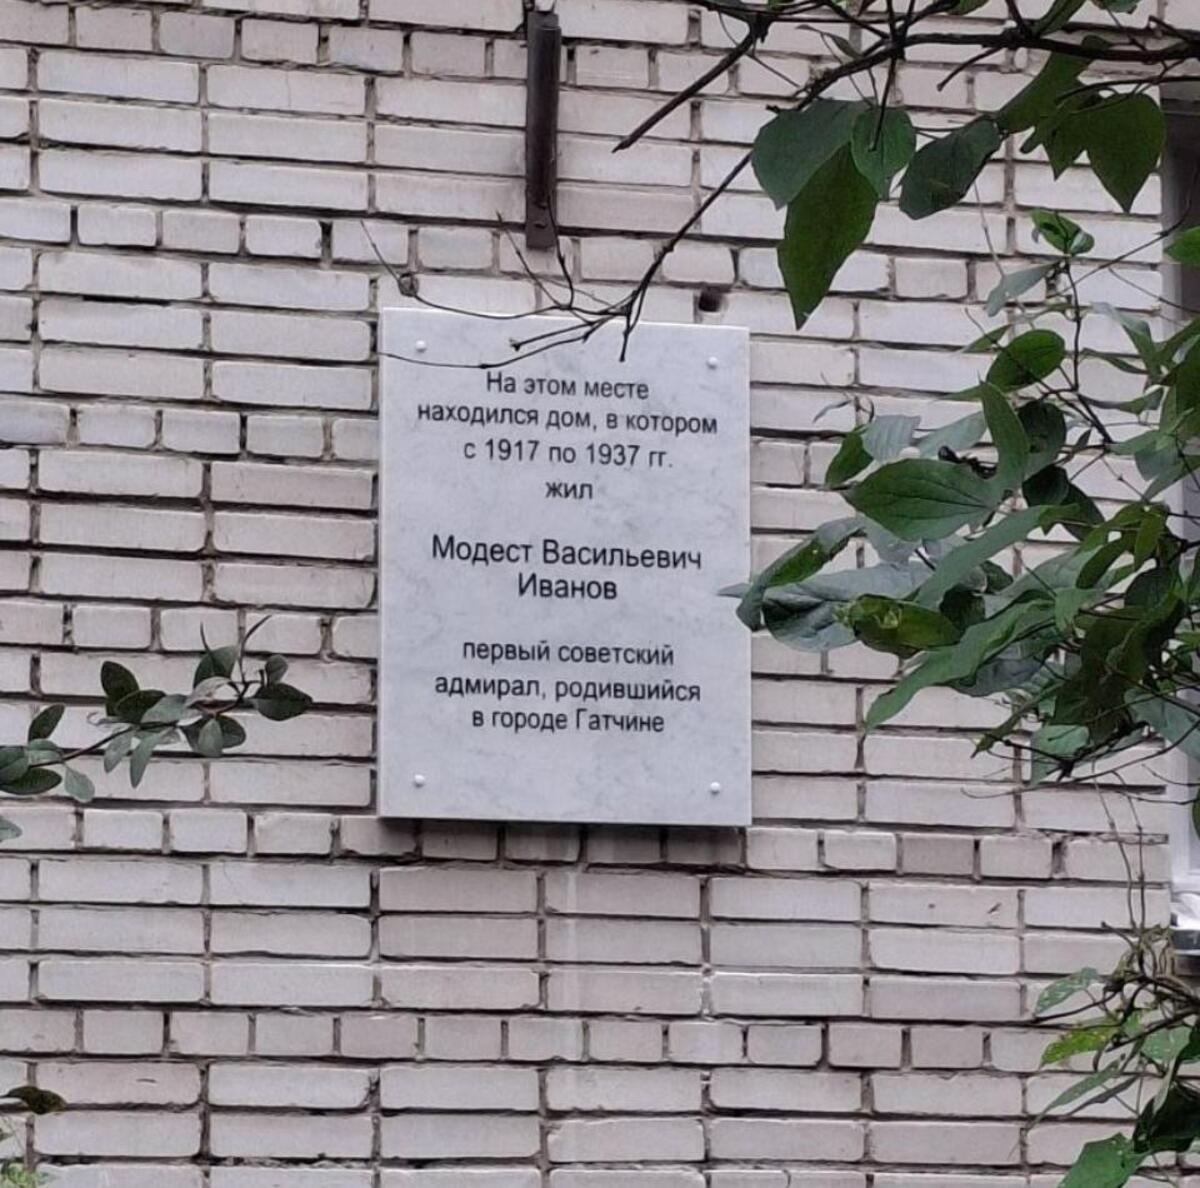 На этом месте
находился дом, в котором
с 1917 по 1937 гг.
жил
Модест Васильевич
Иванов
первый советский
адмирал, родившийся
в городе Гатчине